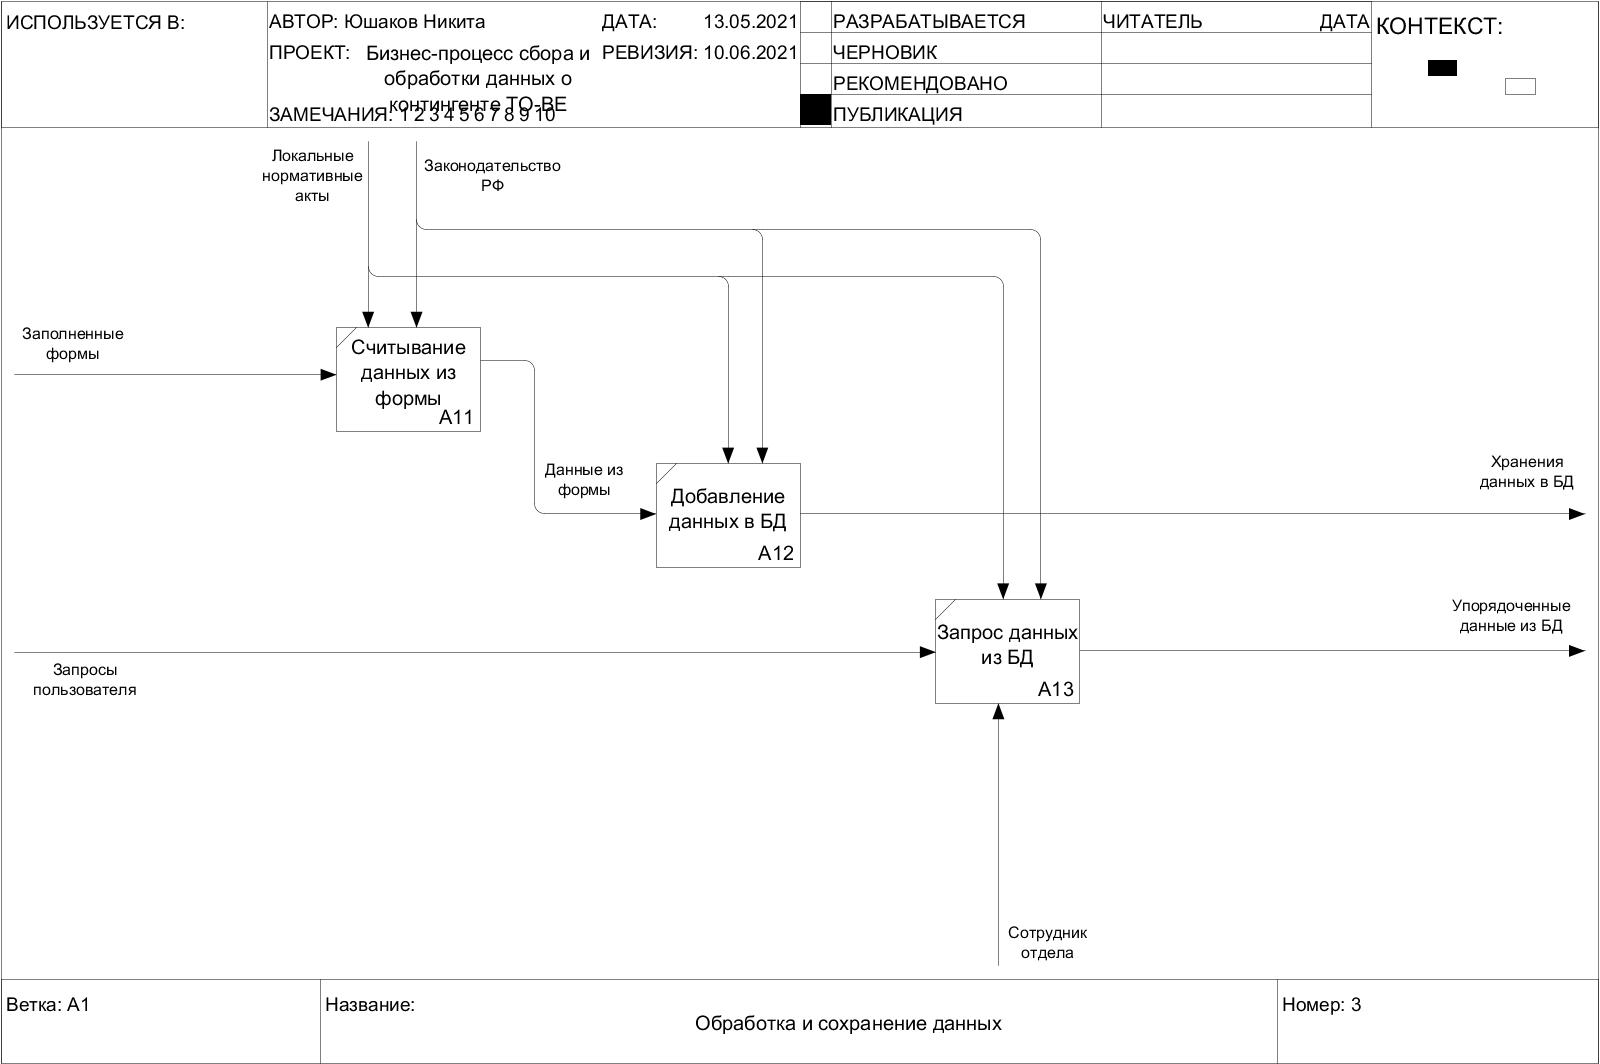 ИСПОЛЬЗУЕТСЯ В:
АВТОР: Юшаков Никита
ДАТА: 13.05.2021
ПРОЕКТ: Бизнес-процесс сбора и
обработки данных о
контингенте TO-BE
РЕВИЗИЯ: 10.06.2021
ЗАМЕЧАНИЯ: 1 2 3 4 5 6 7 8 9 10
РАЗРАБАТЫВАЕТСЯ
ЧЕРНОВИК
РЕКОМЕНДОВАНО
ПУБЛИКАЦИЯ
ЧИТАТЕЛЬ
ДАТА
КОНТЕКСТ:
Локальные
нормативные
акты
Законодательство
РФ
Заполненные
формы
Считывание
данных из
формы
A11
Данные из
формы
Добавление
данных в БД
A12
Хранения
данных в БД
Запрос данных
из БД
A13
Упорядоченные
данные из БД
Запросы
пользователя
Сотрудник
отдела
Ветка: A1
Название:
Обработка и сохранение данных
Номер: 3